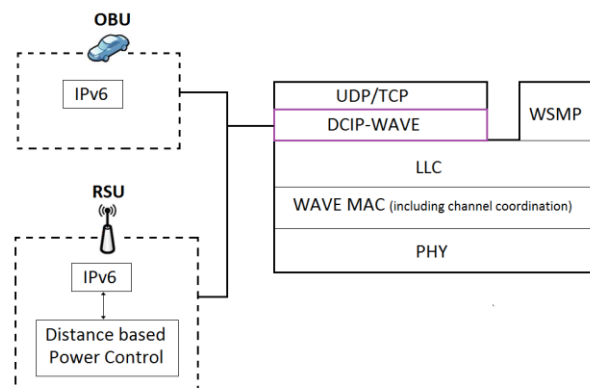 OBU
IPv6
RSU
IPv6
Distance based
Power Control
UDP/TCP
DCIP-WAVE
WSMP
LLC
WAVE MAC (including channel coordination)
PHY